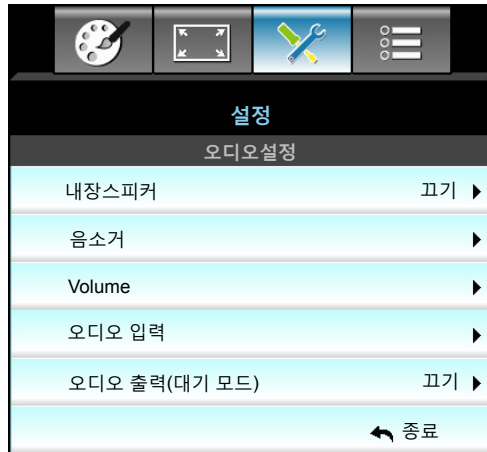 설정
오디오설정
내장스피커 끄기
음소거
Volume
오디오 입력
오디오 출력(대기 모드) 끄기
종료